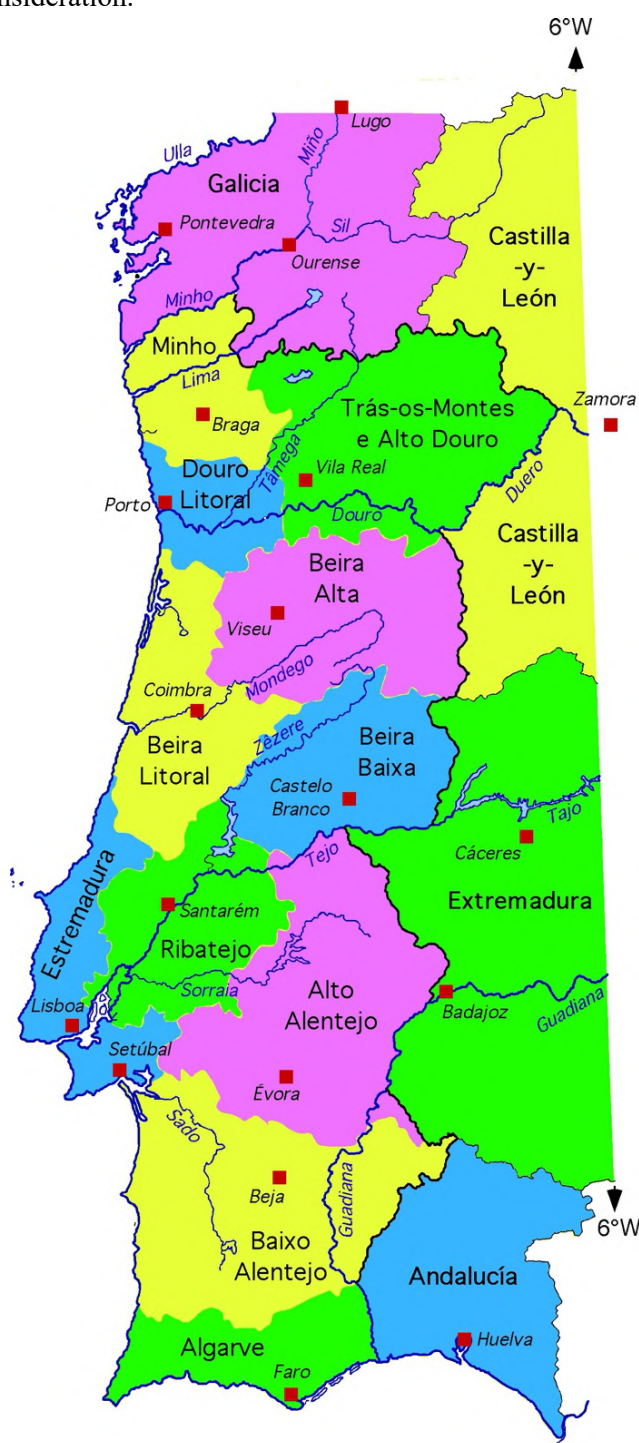 nsideration.
6°W
Lugo
Ulla
Miño
Galicia
Pontevedra
Sil
Ourense
Castilla
-y-
León
Minho
Minho
Lima
Zamora
Braga
Trás-os-Montes
e Alto Douro
Tâmega
Douro
Litoral
Vila Real
Duero
Porto
Douro
Castilla
-y-
León
Beira
Alta
Viseu
Mondego
Coimbra
Zêzere
Beira
Litoral
Beira
Baixa
Castelo
Branco
Tajo
Cáceres
Tejo
Estremadura
Extremadura
Santarém
Ribatejo
Sorraia
Alto
Alentejo
Lisboa
Badajoz
Guadiana
Setúbal
Évora
Sado
Guadiana
Beja
6°W
Baixo
Alentejo
Andalucía
Huelva
Algarve
Faro